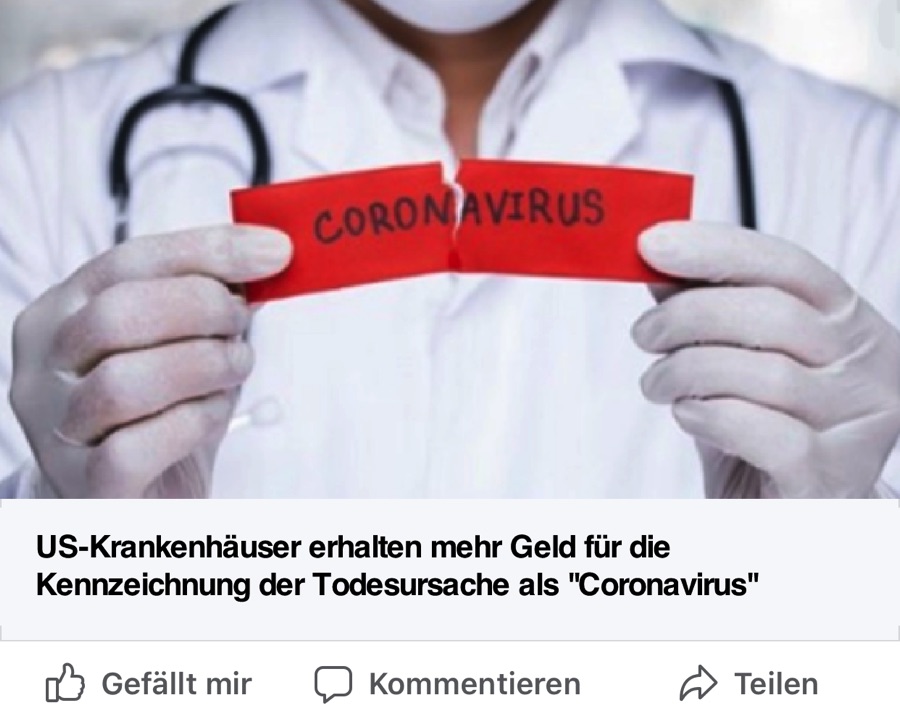 CORONAVIRUS
US-Krankenhäuser erhalten mehr Geld für die
Kennzeichnung der Todesursache als "Coronavirus"
Gefällt mir Kommentieren Teilen